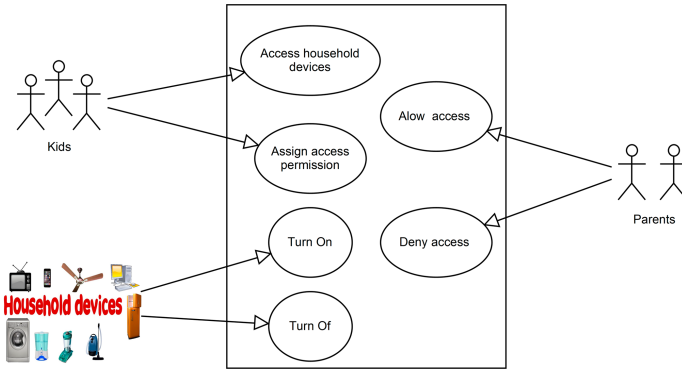 Access household
devices
Kids
Alow access
Assign access
permission
Parents
Turn On
Deny access
Household devices
Turn Of